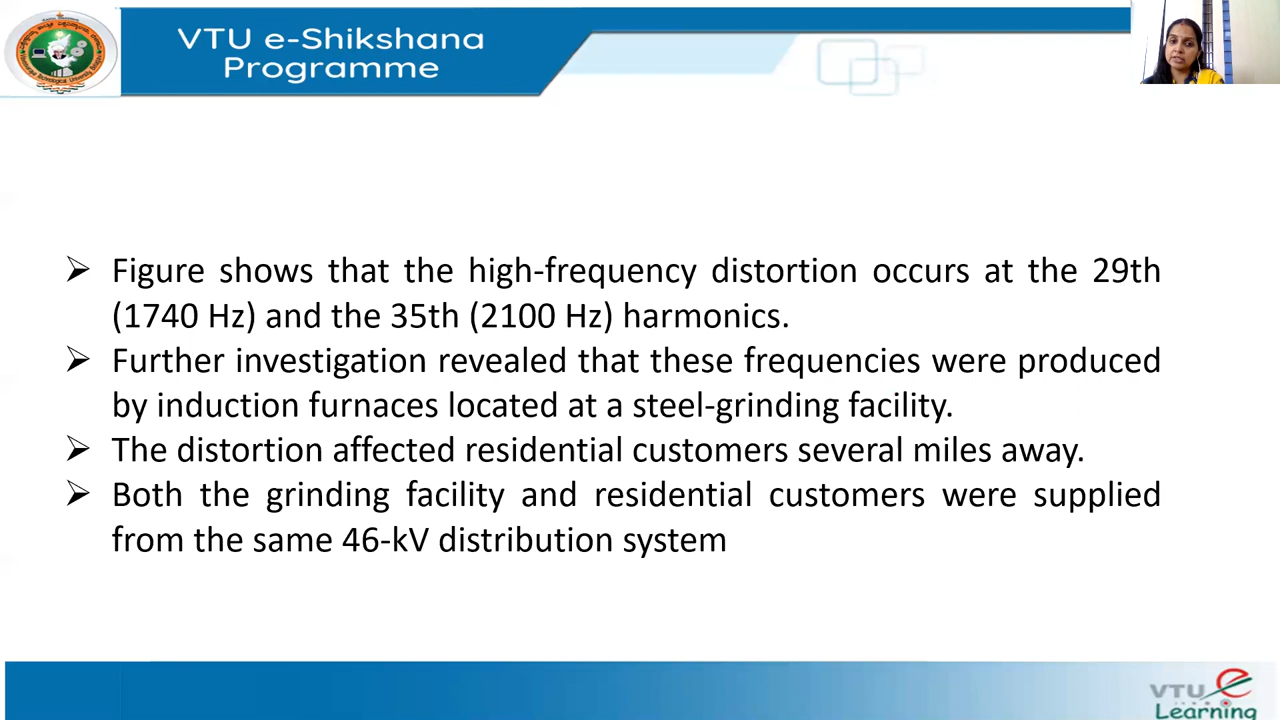 VTU e-Shikshana
Programme
➢ Figure shows that the high-frequency distortion occurs at the 29th
(1740 Hz) and the 35th (2100 Hz) harmonics.
➢ Further investigation revealed that these frequencies were produced
by induction furnaces located at a steel-grinding facility.
➢ The distortion affected residential customers several miles away.
➢ Both the grinding facility and residential customers were supplied
from the same 46-kV distribution system
VTU e
Learning